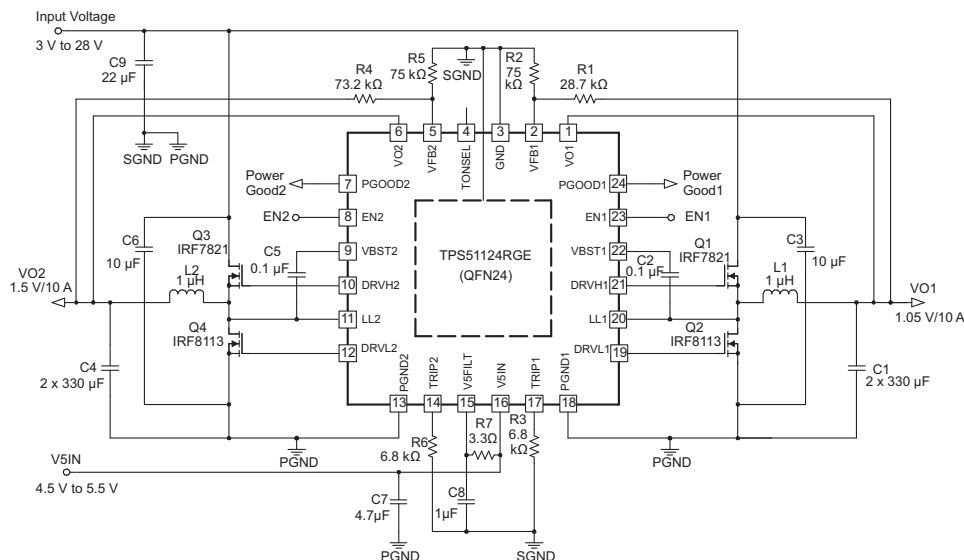 Input Voltage
3 V to 28 V
C9
22 µF
SGND
PGND
R4
73.2 kΩ
R5
75 kΩ
SGND
R2
75
kΩ
R1
28.7 kΩ
6
5
4
3
2
1
VO2
VFB2
TONSEL
GND
VFB1
VO1
Power
Good2
7
PGOOD2
PGOOD1
24
Power
Good1
EN2
8
EN2
EN1
23
EN1
C6
10 µF
Q3
IRF7821
C5
0.1 µF
9
VBST2
TPS51124RGE
(QFN24)
VBST1
22
C2
0.1 µF
Q1
IRF7821
C3
10 µF
VO2
1.5 V/10 A
L2
1 µH
10
DRVH2
DRVH1
21
L1
1 µH
VO1
1.05 V/10 A
11
LL2
LL1
20
Q4
IRF8113
12
DRVL2
DRVL1
19
Q2
IRF8113
C4
2 x 330 µF
C1
2 x 330 µF
PGND2
TRIP2
V5FILT
V5IN
TRIP1
PGND1
13
14
15
16
17
18
PGND
R6
6.8 kΩ
R7
3.3Ω
R3
6.8
kΩ
PGND
V5IN
4.5 V to 5.5 V
C7
4.7µF
C8
1µF
PGND
SGND